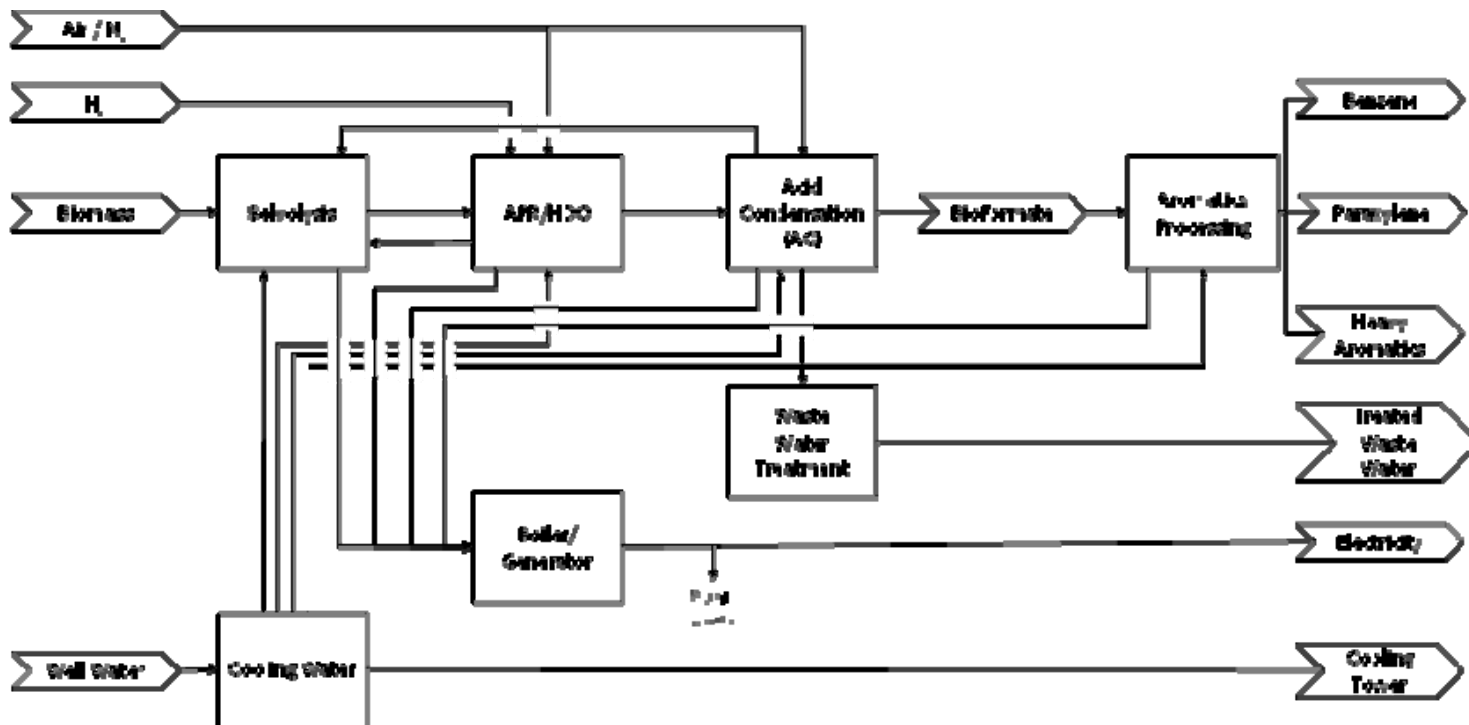 Air / N₂
H₂
Benzene
Biomass
Solvolysis
APR/HDO
Acid
Condensation
(AC)
BioFormate
Aromatics
Processing
Paraxylene
Heavy
Aromatics
Waste
Water
Treatment
Treated
Waste
Water
Boiler/
Generator
Electricity
Well Water
Cooling Water
Cooling
Tower